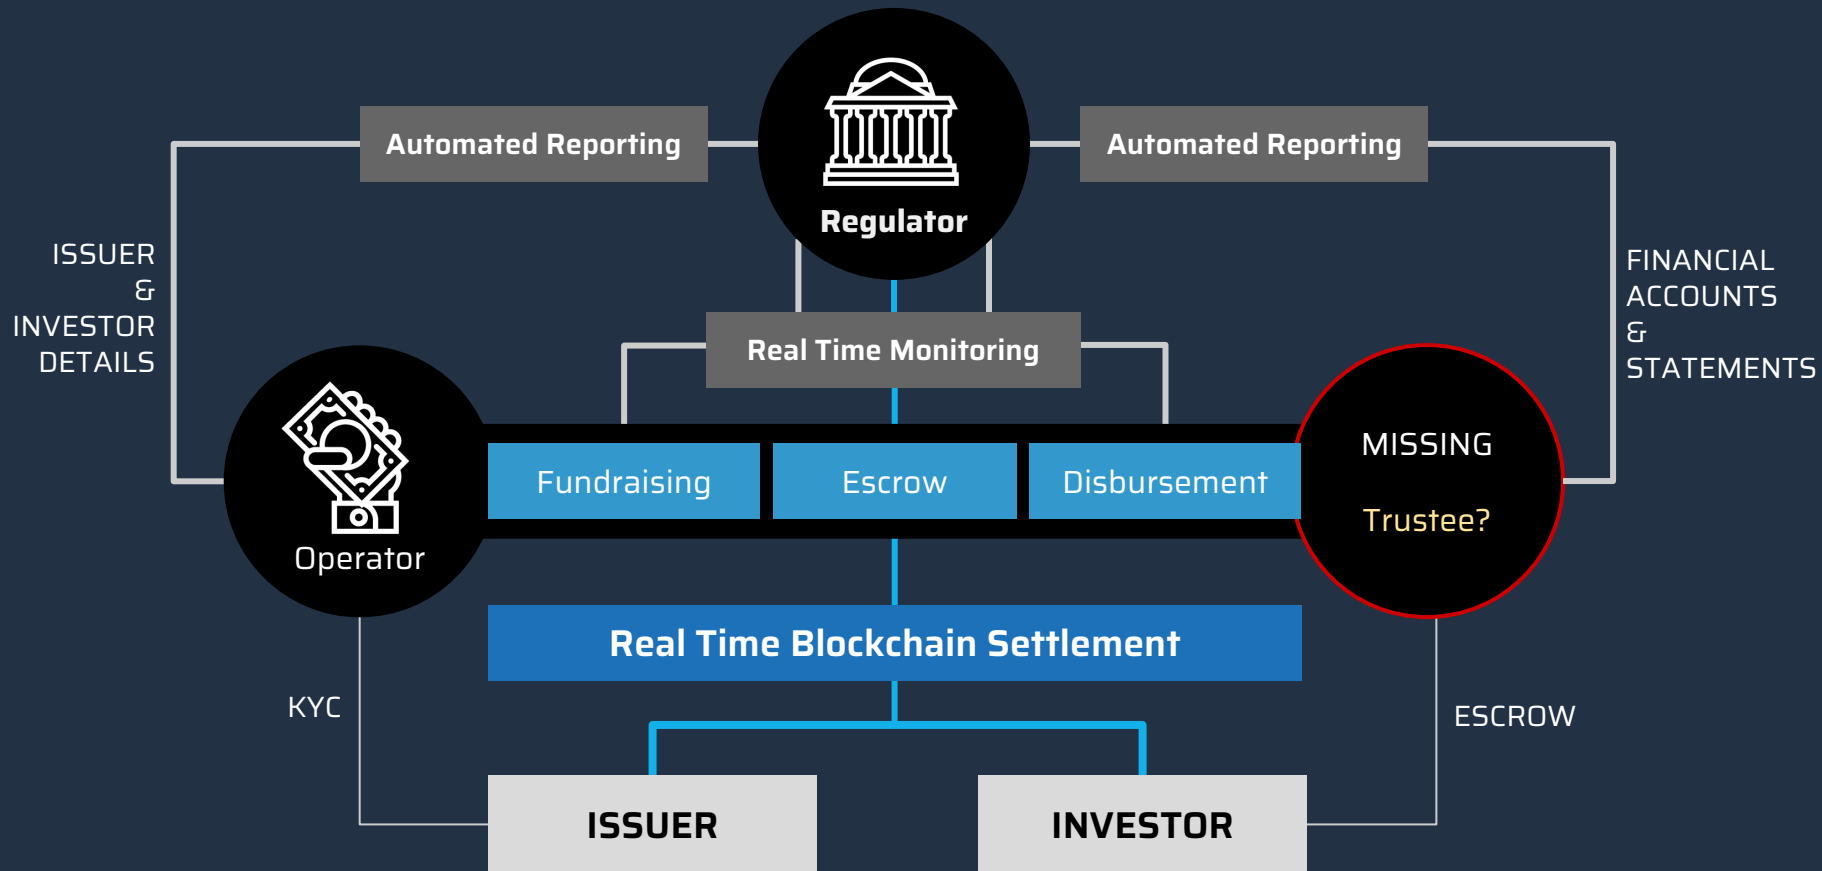 Regulator
Automated Reporting
Automated Reporting
ISSUER
&
INVESTOR
DETAILS
FINANCIAL
ACCOUNTS
&
STATEMENTS
Real Time Monitoring
Operator
Fundraising
Escrow
Disbursement
MISSING
Trustee?
Real Time Blockchain Settlement
KYC
ESCROW
ISSUER
INVESTOR